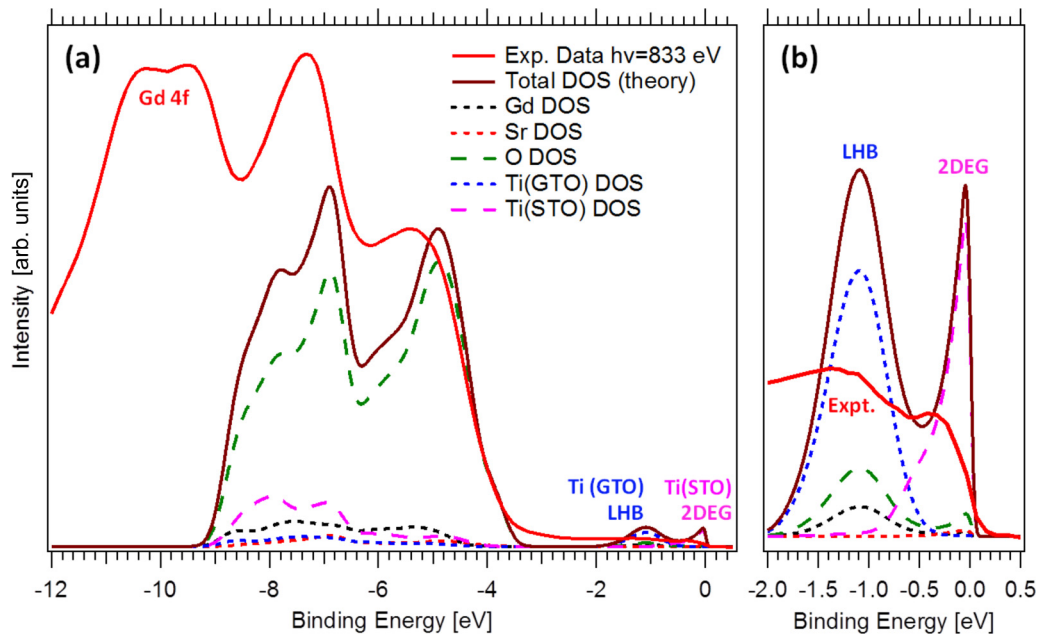 (a)
Gd 4f
Exp. Data hv=833 eV
Total DOS (theory)
Gd DOS
Sr DOS
O DOS
Ti(GTO) DOS
Ti(STO) DOS
Ti (GTO)
LHB
Ti(STO)
2DEG
Intensity [arb. units]
-12
-10
-8
-6
-4
-2
0
Binding Energy [eV]
(b)
LHB
2DEG
Expt.
-2.0
-1.5
-1.0
-0.5
0.0
0.5
Binding Energy [eV]